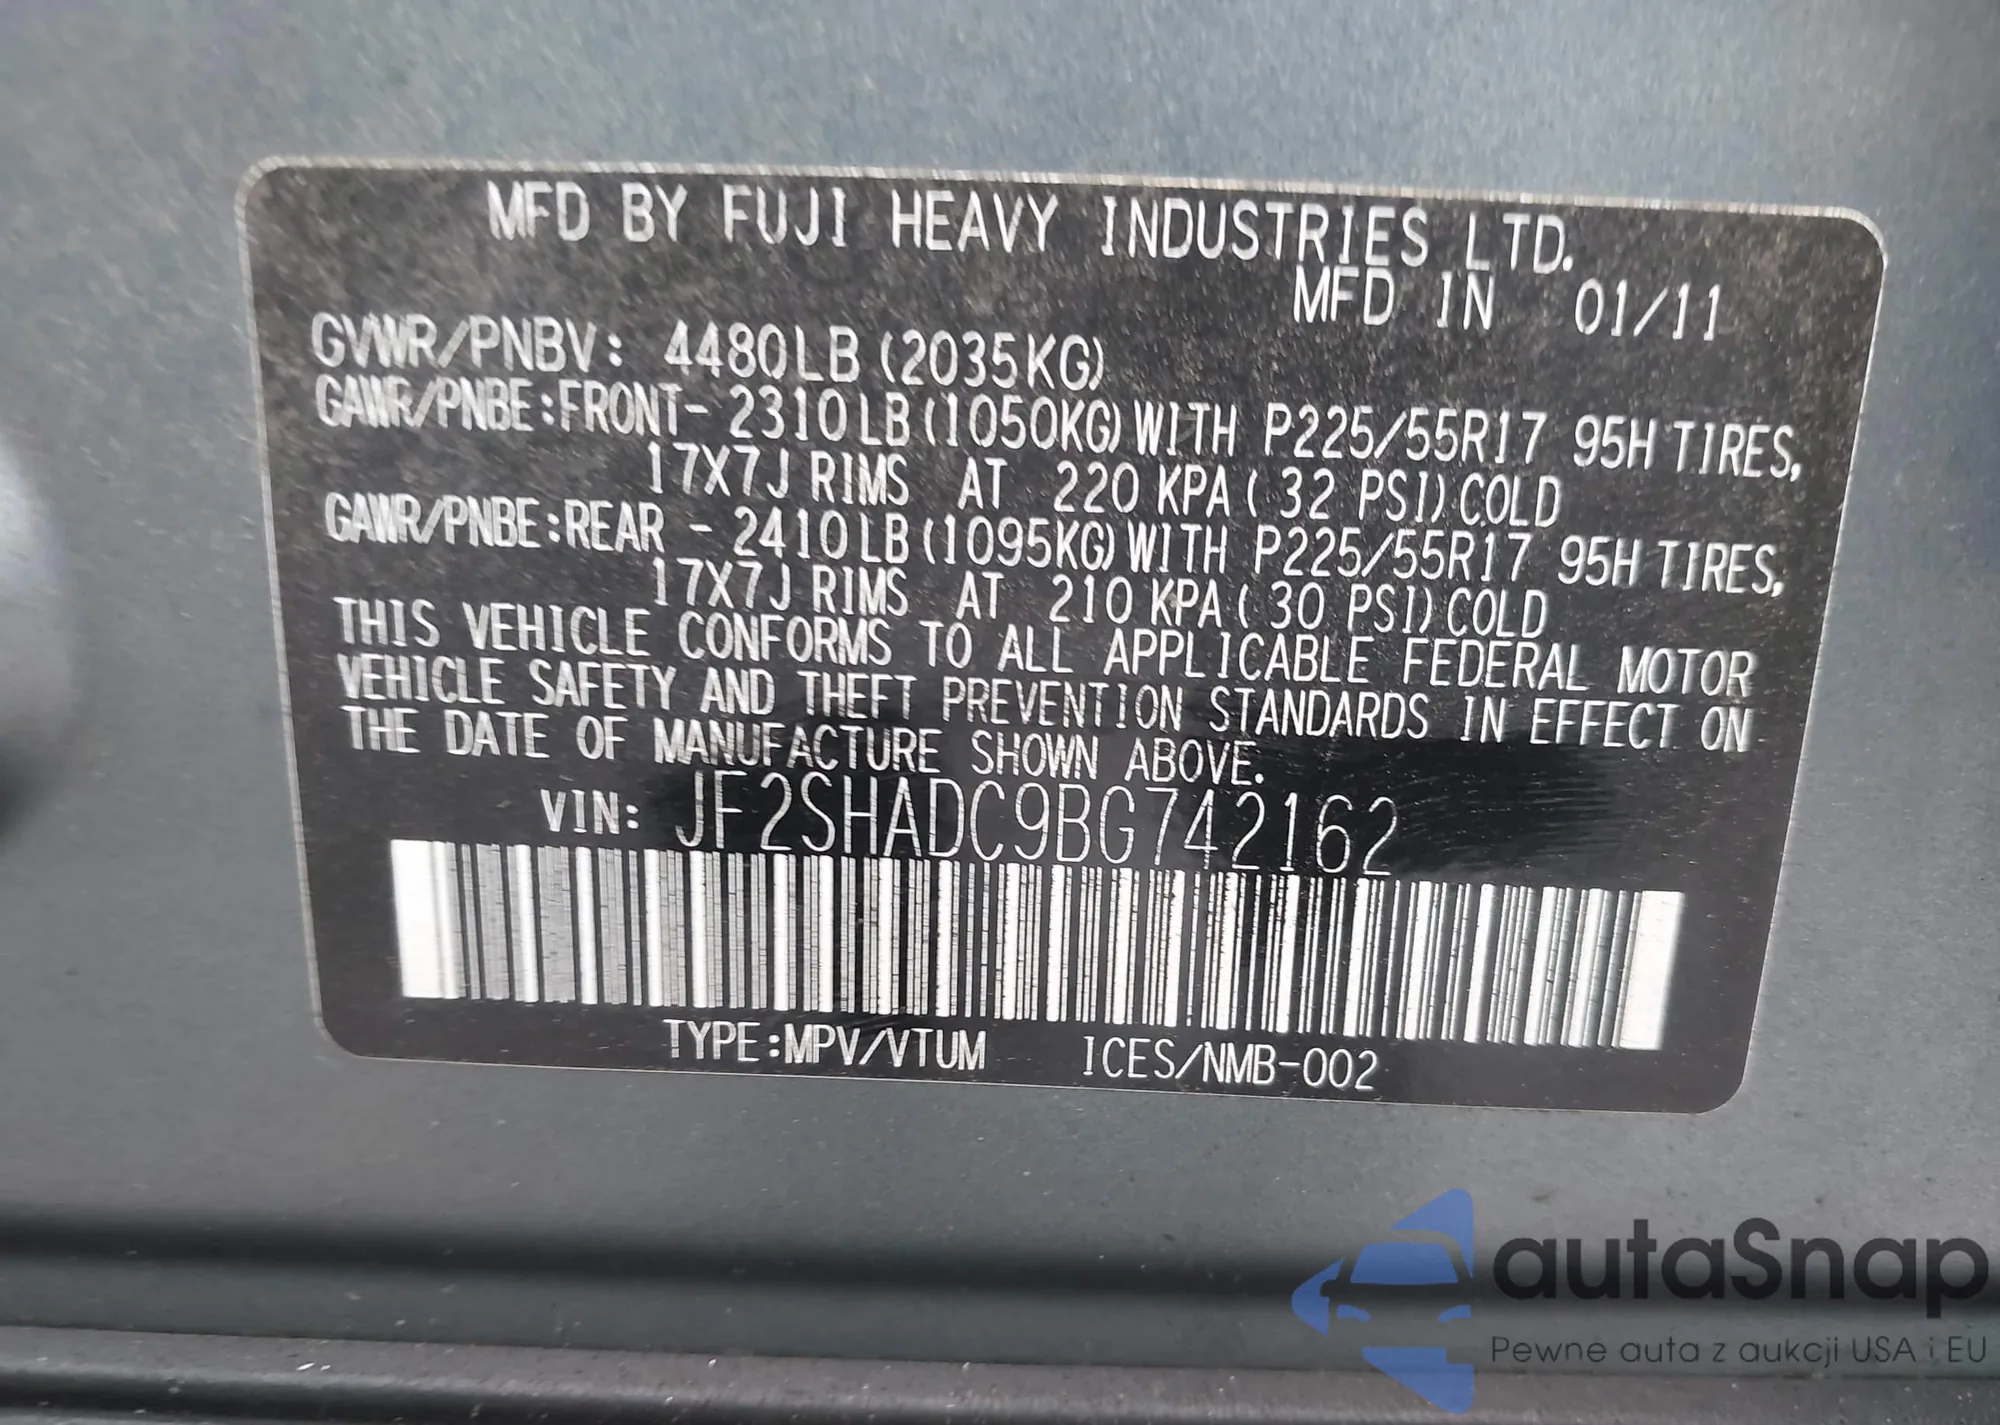 MFD BY FUJI HEAVY INDUSTRIES LTD.
MFD IN 01/11
GVWR/PNBV: 4480LB (2035KG)
GAWR/PNBE:FRONT- 2310LB(1050KG)WITH P225/55R17 95H TIRES,
17X7J RIMS AT 220 KPA( 32 PSI)COLD
GAWR/PNBE:REAR - 2410LB(1095KG)WITH P225/55R17 95H TIRES,
17X7J RIMS AT 210 KPA( 30 PSI)COLD
THIS VEHICLE CONFORMS TO ALL APPLICABLE FEDERAL MOTOR
VEHICLE SAFETY AND THEFT PREVENTION STANDARDS IN EFFECT ON
THE DATE OF MANUFACTURE SHOWN ABOVE.
VIN: JF2SHADC9BG742162
TYPE:MPV/VTUM ICES/NMB-002
autaSnap
Pewne auta z aukcji USA i EU